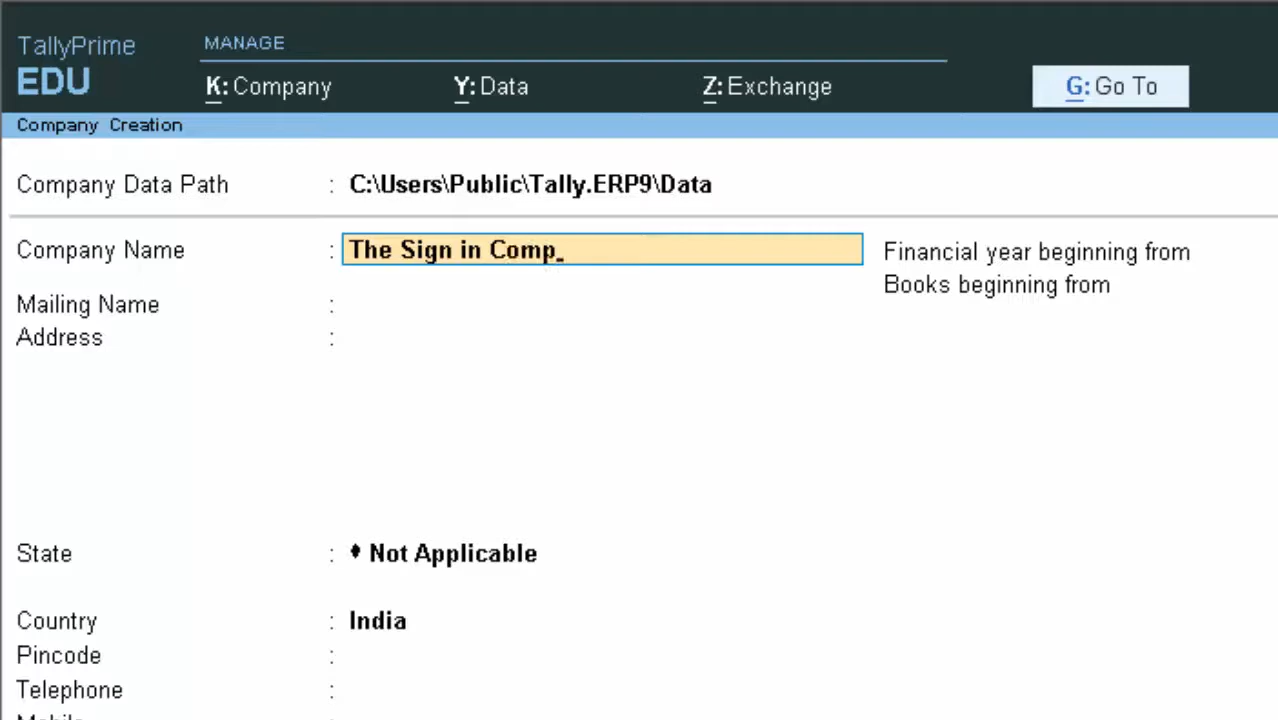 TallyPrime
EDU
MANAGE
K: Company Y: Data Z: Exchange G: Go To
Company Creation
Company Data Path : C:\Users\Public\Tally.ERP9\Data
Company Name : The Sign in Comp_ Financial year beginning from
Books beginning from
Mailing Name :
Address :
State : ♦ Not Applicable
Country : India
Pincode :
Telephone :
Mobile :